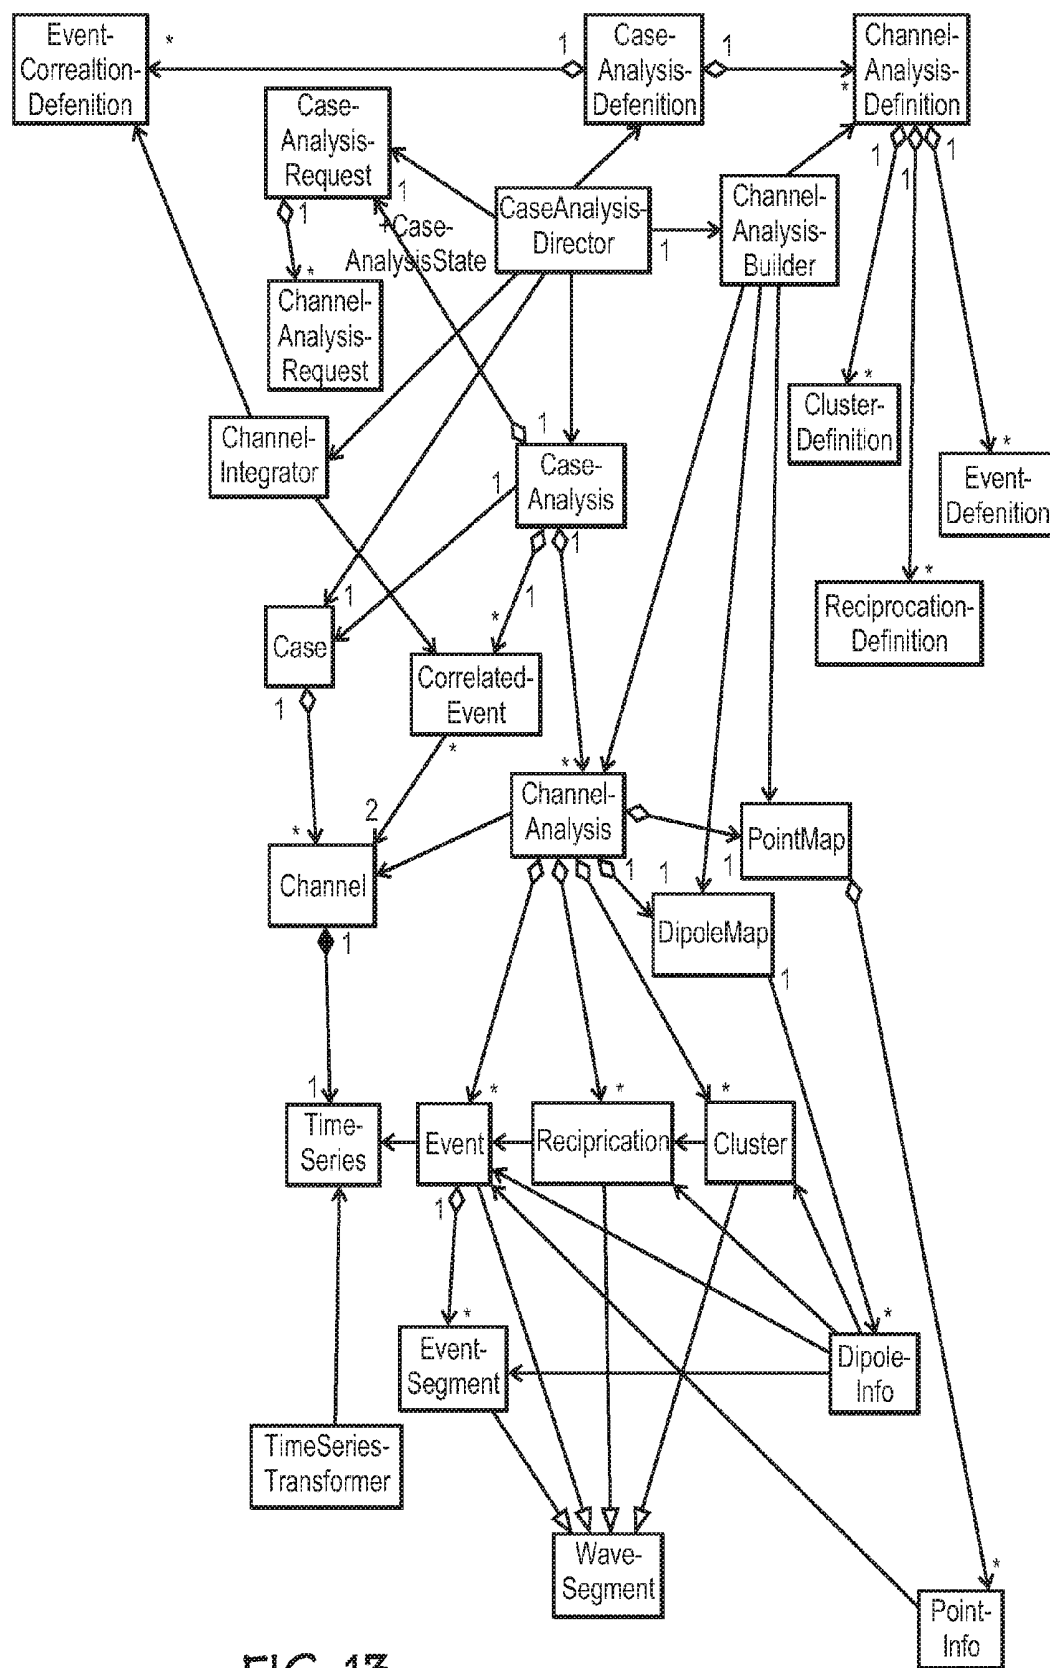 Event-
Correaltion-
Defenition
*
1
Case-
Analysis-
Defenition
1
*
Channel-
Analysis-
Definition
1
1
1
Case-
Analysis-
Request
1
1
+Case-
AnalysisState
*
Channel-
Analysis-
Request
CaseAnalysis-
Director
1
Channel-
Analysis-
Builder
*
Cluster-
Definition
*
Event-
Defenition
*
Reciprocation-
Definition
Channel-
Integrator
1
Case-
Analysis
1
1
1
*
1
Case
1
*
Correlated-
Event
*
2
Channel
1
*
Channel-
Analysis
1
1
1
PointMap
DipoleMap
1
1
Time-
Series
*
Event
1
*
Reciprication
*
Cluster
*
Event-
Segment
*
Dipole-
Info
TimeSeries-
Transformer
Wave-
Segment
*
Point-
Info
FIG. 13